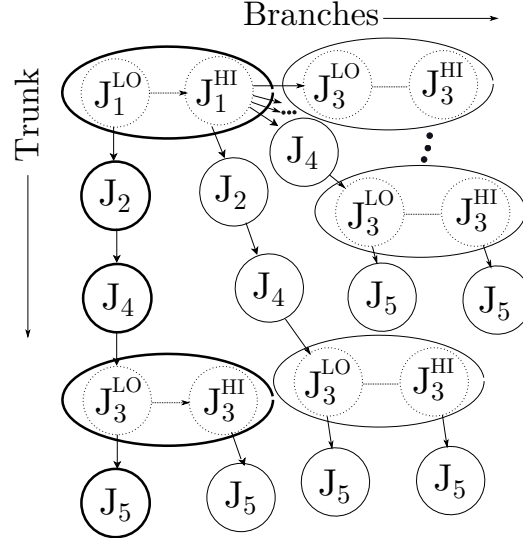 Branches
Trunk
J₁ᴸᴼ J₁ᴴᴵ J₃ᴸᴼ J₃ᴴᴵ
...
J₄
J₂ J₂ J₃ᴸᴼ J₃ᴴᴵ
J₄ J₄ J₅ J₅
J₃ᴸᴼ J₃ᴴᴵ J₃ᴸᴼ J₃ᴴᴵ
J₅ J₅ J₅ J₅